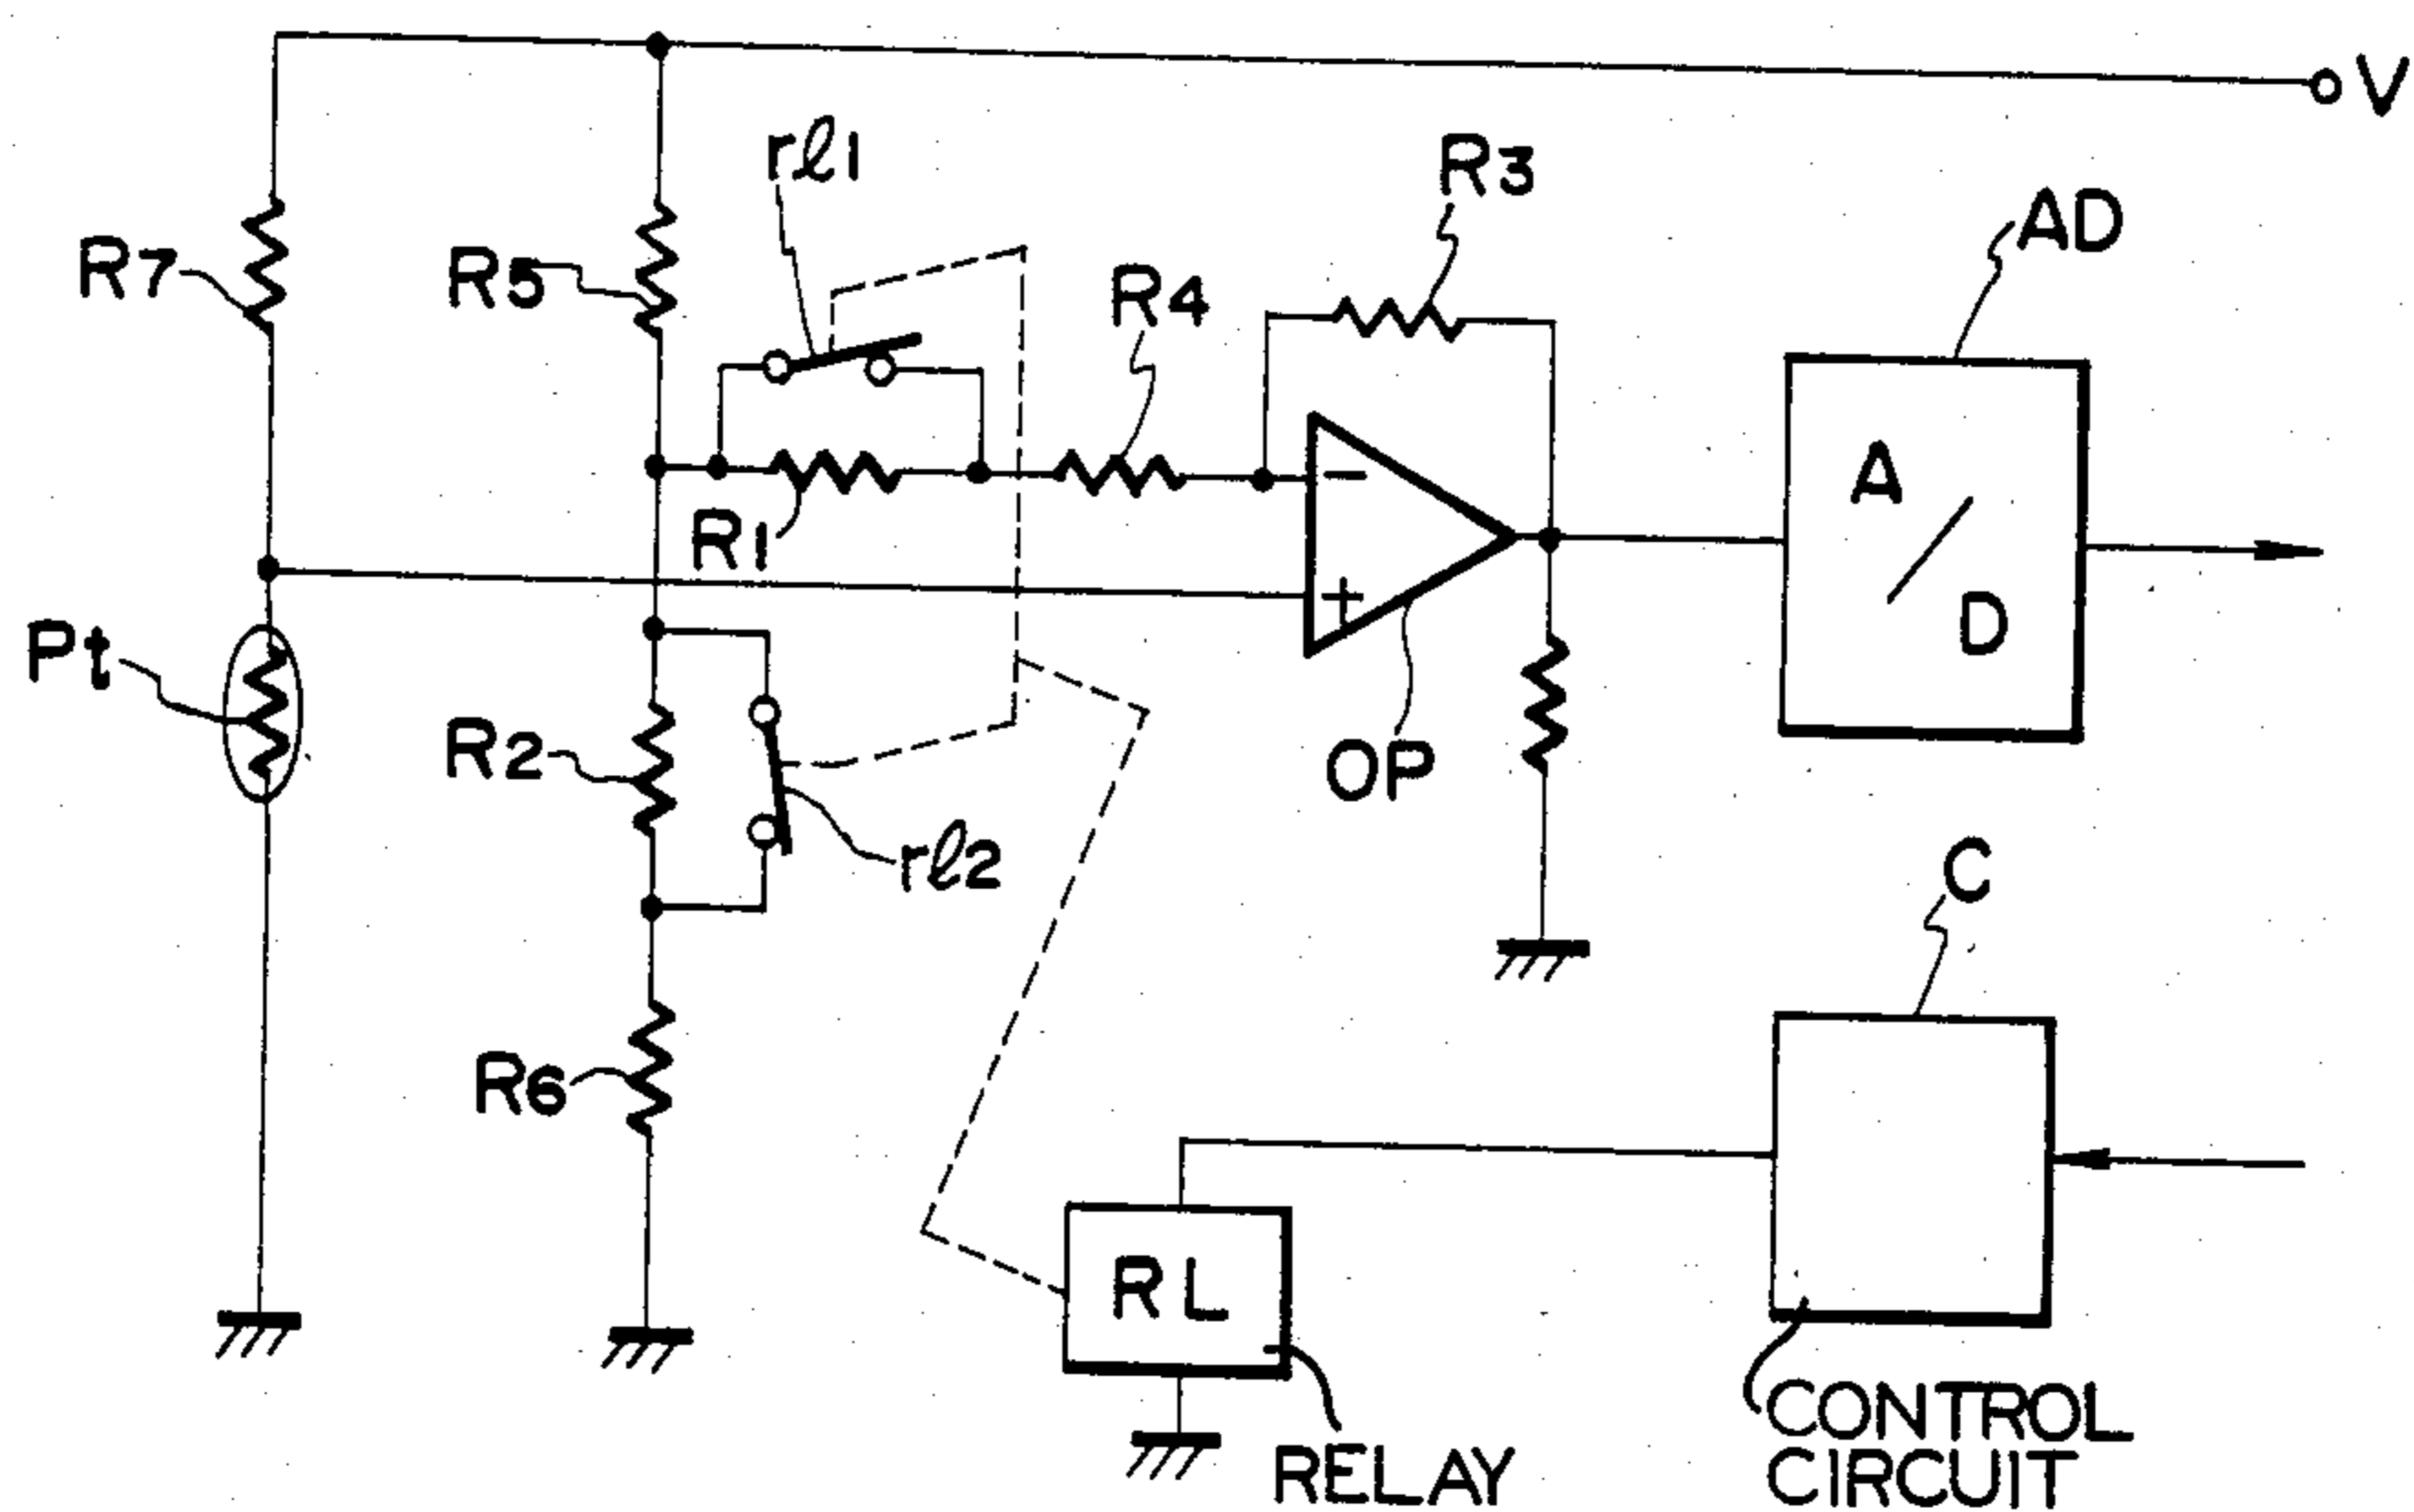 V
rl1
R3
AD
R7
R5
R4
A/D
R1
Pt
R2
OP
rl2
C
R6
RL
RELAY
CONTROL
CIRCUIT
−
+